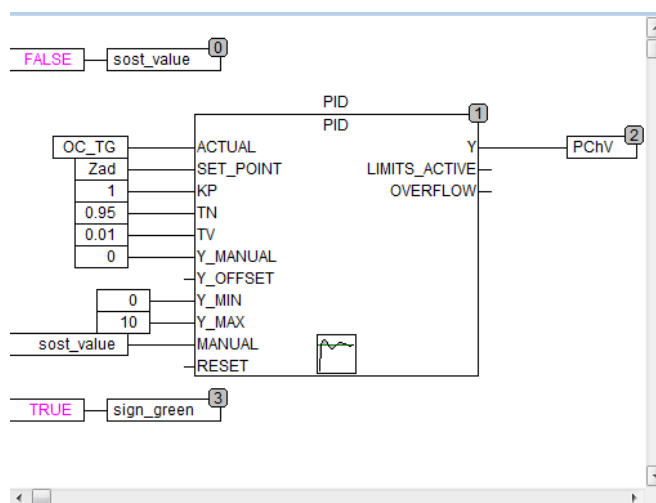 0
FALSE sost_value
PID
1
PID
OC_TG ACTUAL Y PChV 2
Zad SET_POINT LIMITS_ACTIVE
1 KP OVERFLOW
0.95 TN
0.01 TV
0 Y_MANUAL
Y_OFFSET
0 Y_MIN
10 Y_MAX
sost_value MANUAL
RESET
3
TRUE sign_green